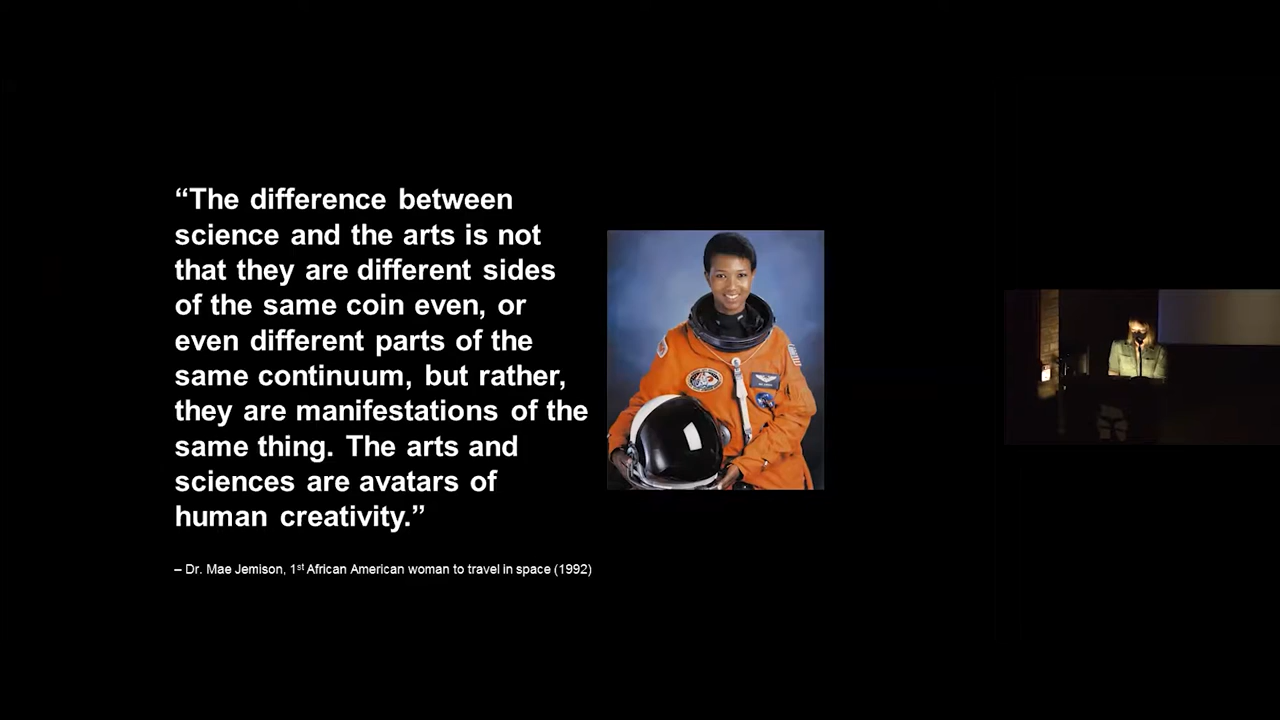 “The difference between
science and the arts is not
that they are different sides
of the same coin even, or
even different parts of the
same continuum, but rather,
they are manifestations of the
same thing. The arts and
sciences are avatars of
human creativity.”
– Dr. Mae Jemison, 1st African American woman to travel in space (1992)